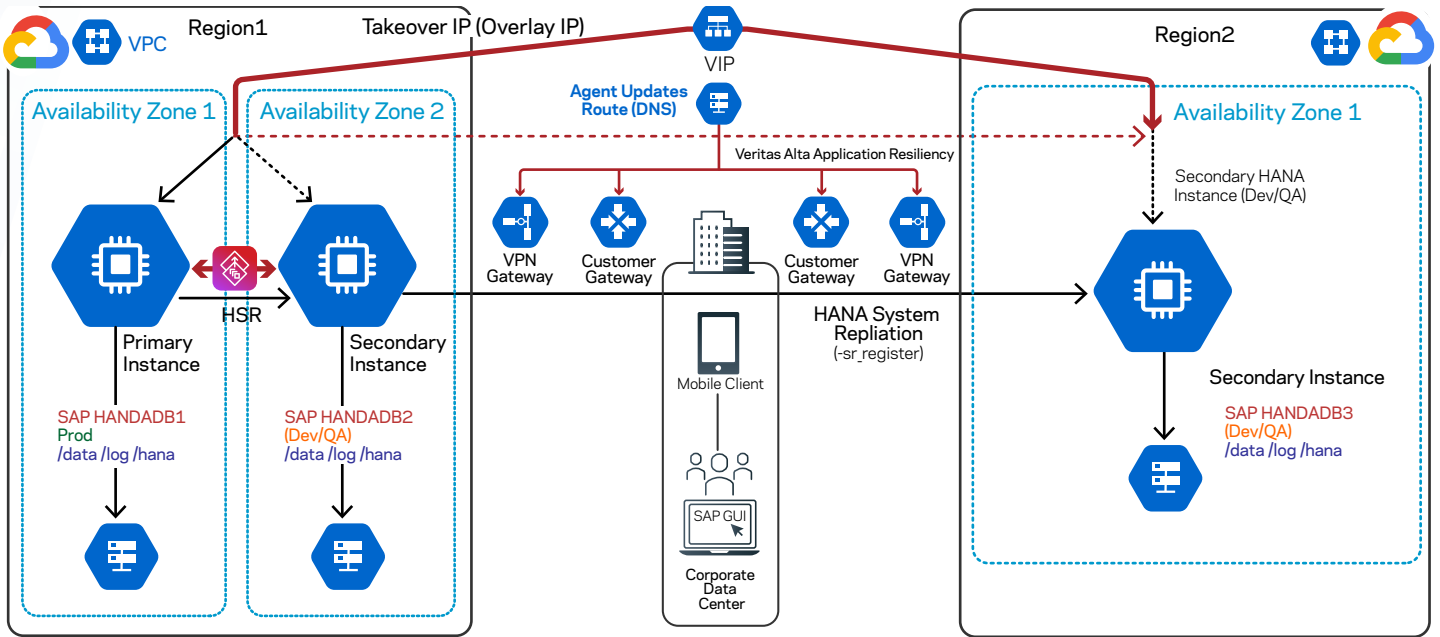 Region1
VPC
Takeover IP (Overlay IP)
VIP
Region2
Availability Zone 1
Availability Zone 2
Agent Updates
Route (DNS)
Availability Zone 1
Veritas Alta Application Resiliency
Secondary HANA
Instance (Dev/QA)
VPN
Gateway
Customer
Gateway
Customer
Gateway
VPN
Gateway
HSR
HANA System
Repliation
(-sr_register)
Primary
Instance
Secondary
Instance
Mobile Client
Secondary Instance
SAP HANDADB1
Prod
/data /log /hana
SAP HANDADB2
(Dev/QA)
/data /log /hana
SAP HANDADB3
(Dev/QA)
/data /log /hana
SAP GUI
Corporate
Data
Center